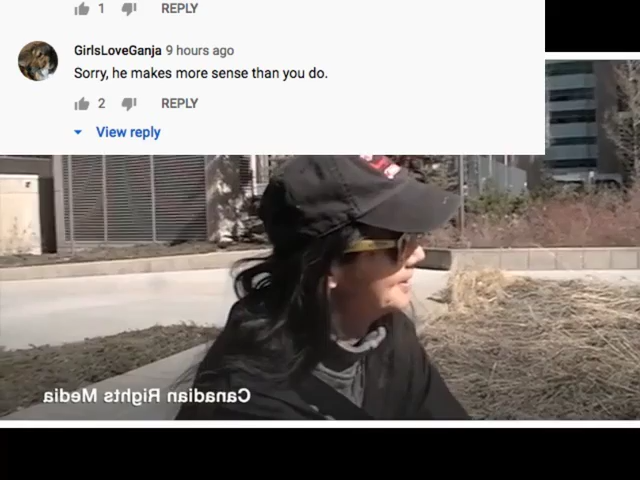 1 REPLY
GirlsLoveGanja 9 hours ago
Sorry, he makes more sense than you do.
2 REPLY
View reply
Canadian Rights Media